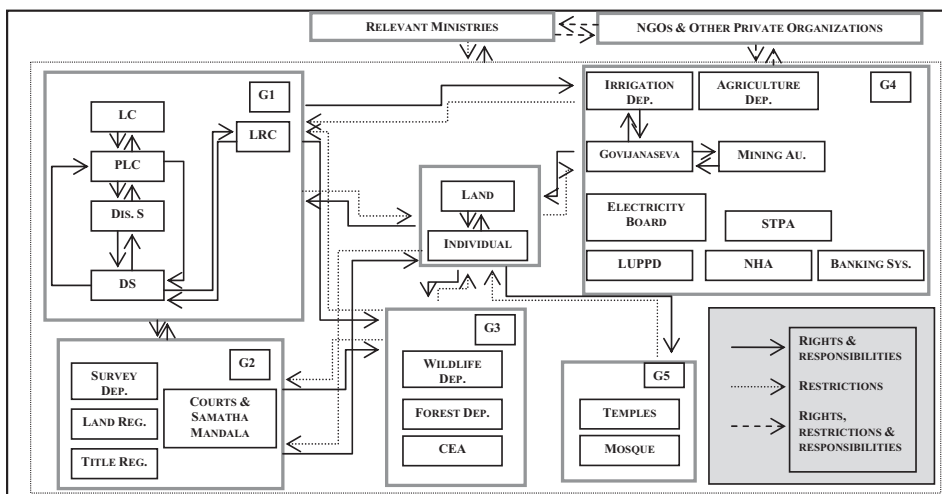 RELEVANT MINISTRIES
NGOS & OTHER PRIVATE ORGANIZATIONS
G1
LC
LRC
PLC
DIS. S
DS
G4
IRRIGATION
DEP.
AGRICULTURE
DEP.
GOVIJANASEVA
MINING AU.
ELECTRICITY
BOARD
STPA
LUPPD
NHA
BANKING SYS.
LAND
INDIVIDUAL
G2
SURVEY
DEP.
LAND REG.
TITLE REG.
COURTS &
SAMATHA
MANDALA
G3
WILDLIFE
DEP.
FOREST DEP.
CEA
G5
TEMPLES
MOSQUE
RIGHTS &
RESPONSIBILITIES
RESTRICTIONS
RIGHTS,
RESTRICTIONS &
RESPONSIBILITIES